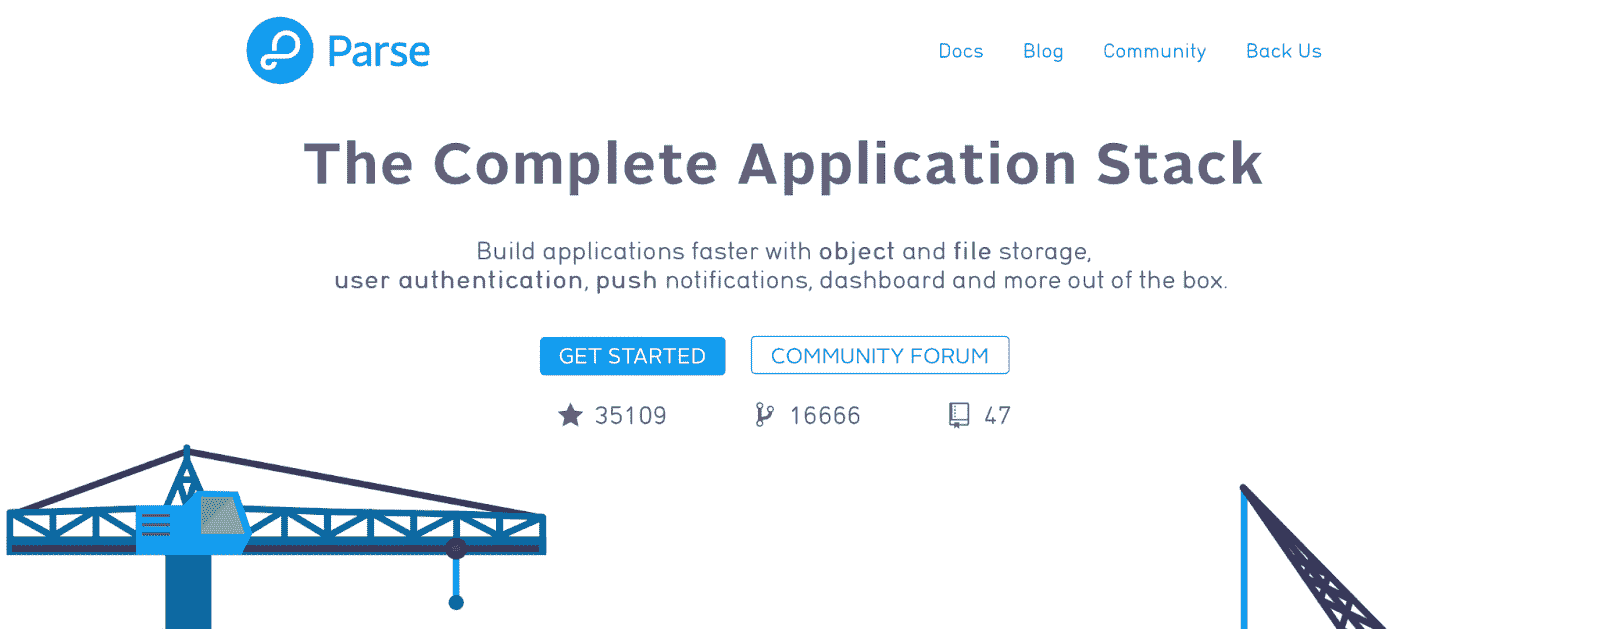 Parse
Docs Blog Community Back Us
The Complete Application Stack
Build applications faster with object and file storage,
user authentication, push notifications, dashboard and more out of the box.
GET STARTED COMMUNITY FORUM
35109 16666 47